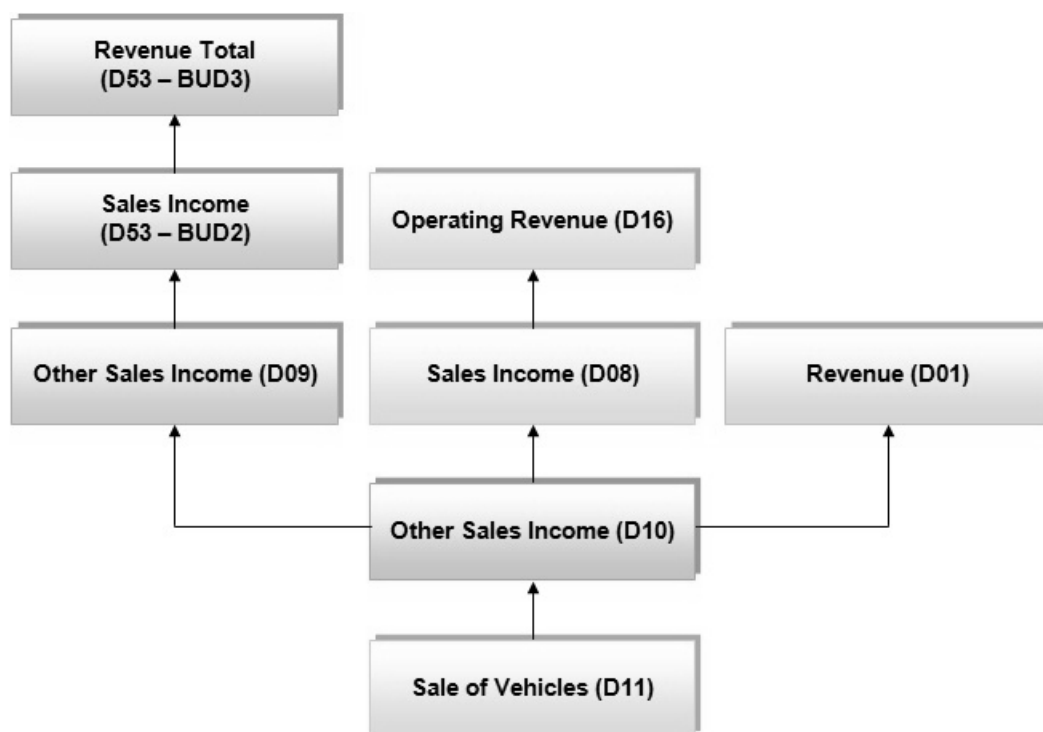 Revenue Total
(D53 – BUD3)
Sales Income
(D53 – BUD2)
Operating Revenue (D16)
Other Sales Income (D09)
Sales Income (D08)
Revenue (D01)
Other Sales Income (D10)
Sale of Vehicles (D11)